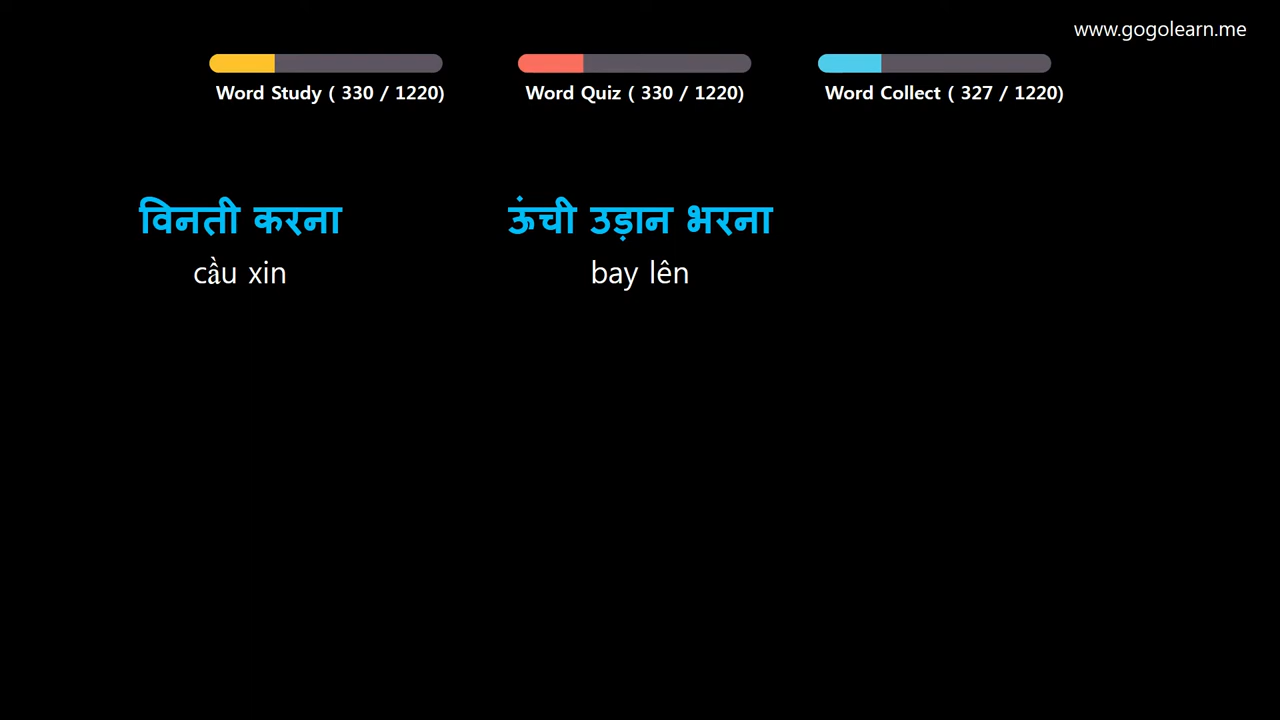 www.gogolearn.me
Word Study ( 330 / 1220)
Word Quiz ( 330 / 1220)
Word Collect ( 327 / 1220)
विनती करना
cầu xin
ऊंची उड़ान भरना
bay lên